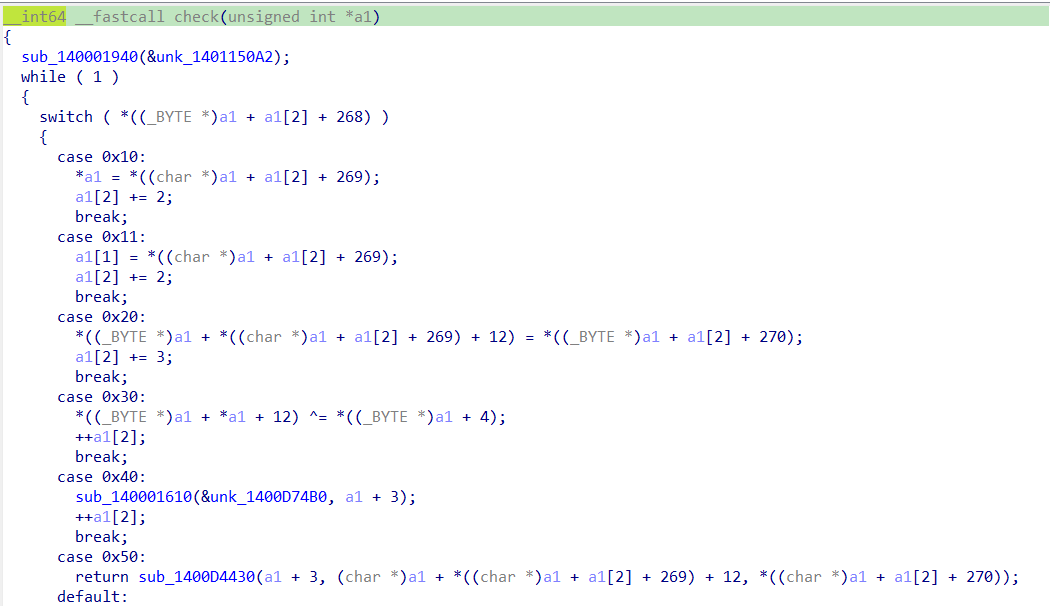 __int64 __fastcall check(unsigned int *a1)
{
  sub_140001940(&unk_1401150A2);
  while ( 1 )
  {
    switch ( *((_BYTE *)a1 + a1[2] + 268) )
    {
      case 0x10:
        *a1 = *((char *)a1 + a1[2] + 269);
        a1[2] += 2;
        break;
      case 0x11:
        a1[1] = *((char *)a1 + a1[2] + 269);
        a1[2] += 2;
        break;
      case 0x20:
        *((_BYTE *)a1 + *((char *)a1 + a1[2] + 269) + 12) = *((_BYTE *)a1 + a1[2] + 270);
        a1[2] += 3;
        break;
      case 0x30:
        *((_BYTE *)a1 + *a1 + 12) ^= *((_BYTE *)a1 + 4);
        ++a1[2];
        break;
      case 0x40:
        sub_140001610(&unk_1400D74B0, a1 + 3);
        ++a1[2];
        break;
      case 0x50:
        return sub_1400D4430(a1 + 3, (char *)a1 + *((char *)a1 + a1[2] + 269) + 12, *((char *)a1 + a1[2] + 270));
      default: